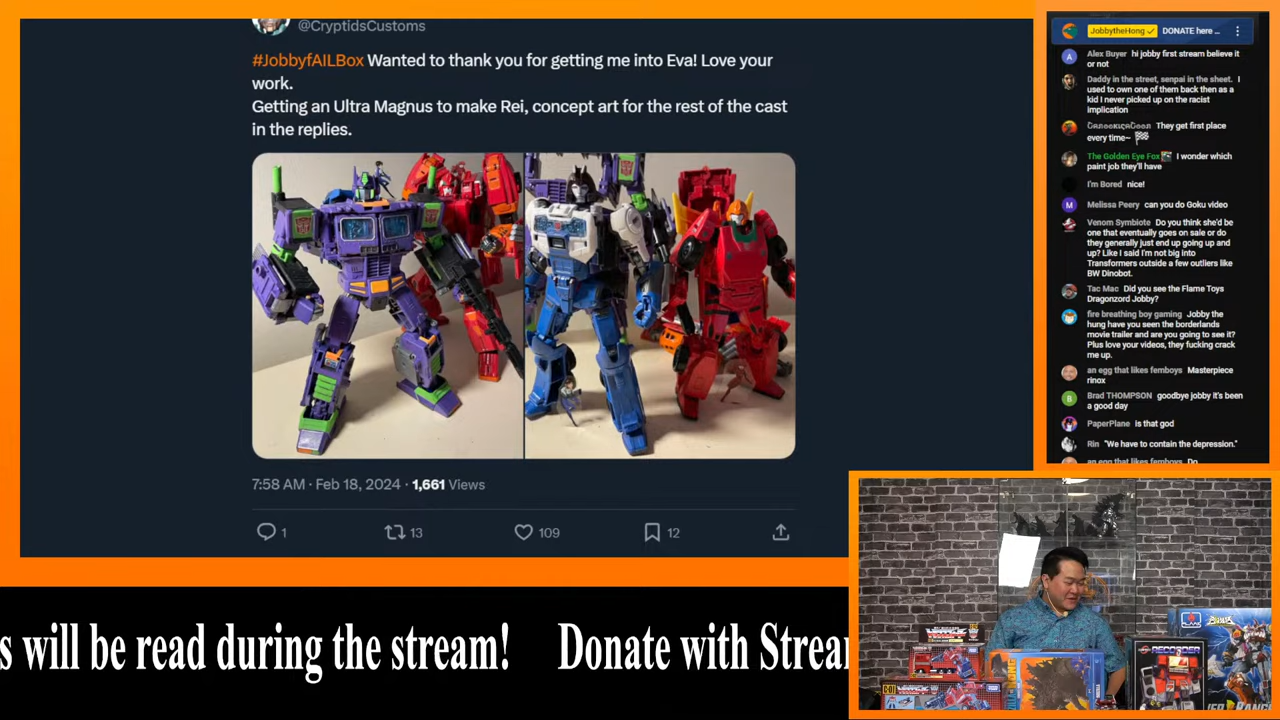 @CryptidsCustoms
#JobbyfAILBox Wanted to thank you for getting me into Eva! Love your
work.
Getting an Ultra Magnus to make Rei, concept art for the rest of the cast
in the replies.
7:58 AM · Feb 18, 2024 · 1,661 Views
1
13
109
12
JobbytheHong DONATE here ...
Alex Buyer hi jobby first stream believe it
or not
Daddy in the street, senpai in the sheet. I
used to own one of them back then as a
kid I never picked up on the racist
implication
They get first place
every time~
The Golden Eye Fox I wonder which
paint job they'll have
I'm Bored nice!
Melissa Peery can you do Goku video
Venom Symbiote Do you think she'd be
one that eventually goes on sale or do
they generally just end up going up and
up? Like I said I'm not big into
Transformers outside a few outliers like
BW Dinobot.
Tac Mac Did you see the Flame Toys
Dragonzord Jobby?
fire breathing boy gaming Jobby the
hung have you seen the borderlands
movie trailer and are you going to see it?
Plus love your videos, they fucking crack
me up.
an egg that likes femboys Masterpiece
rinox
Brad THOMPSON goodbye jobby it's been
a good day
PaperPlane is that god
Rin "We have to contain the depression."
an egg that likes femboys Do
s will be read during the stream! Donate with Strear
RECORDER